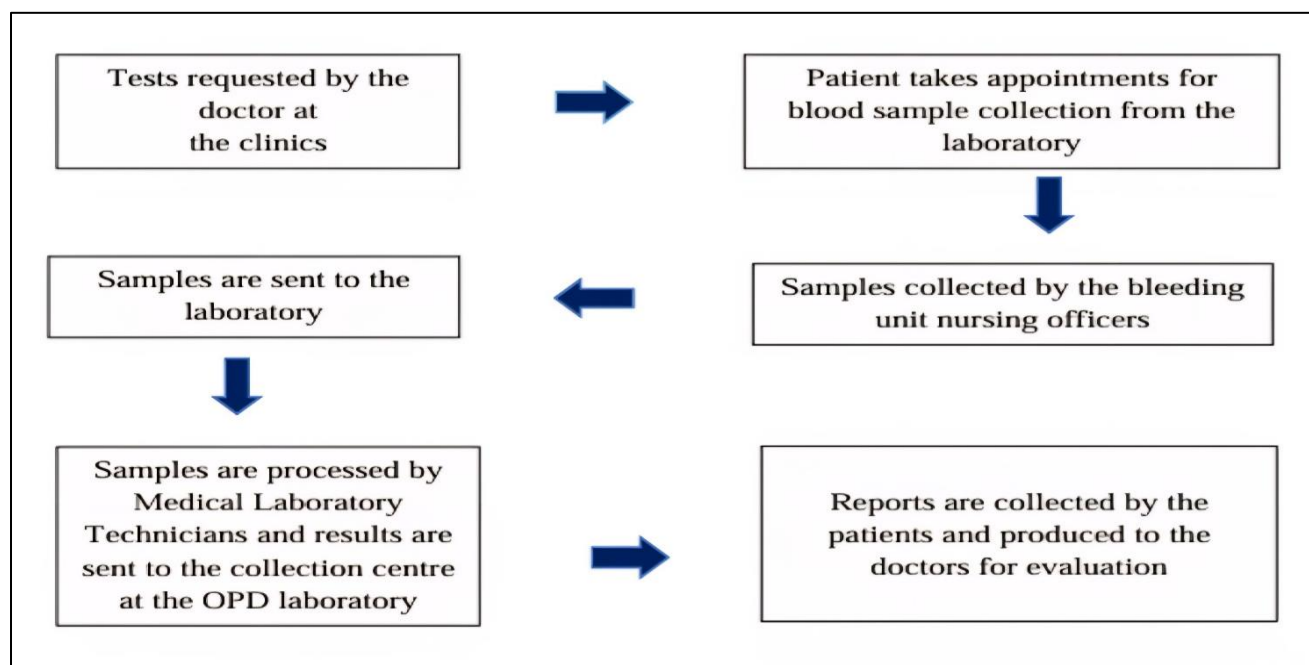 Tests requested by the
doctor at
the clinics
Patient takes appointments for
blood sample collection from the
laboratory
Samples collected by the bleeding
unit nursing officers
Samples are sent to the
laboratory
Samples are processed by
Medical Laboratory
Technicians and results are
sent to the collection centre
at the OPD laboratory
Reports are collected by the
patients and produced to the
doctors for evaluation